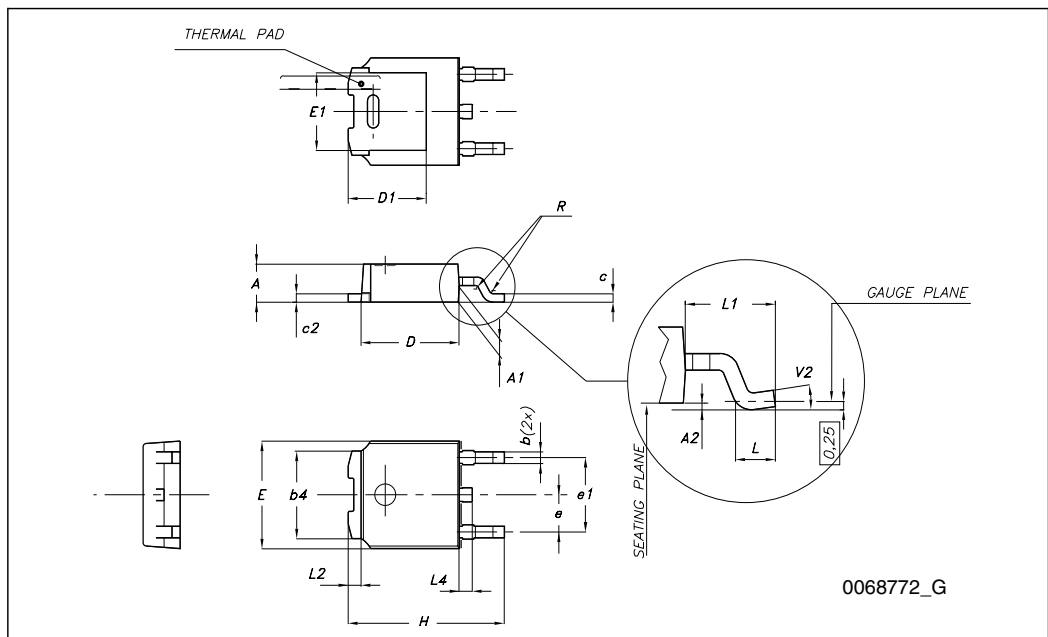 THERMAL PAD
E1
D1
R
A
c2
D
A1
c
L1
GAUGE PLANE
V2
A2
L
0,25
SEATING PLANE
b(2x)
E
b4
e
e1
L2
L4
H
0068772_G